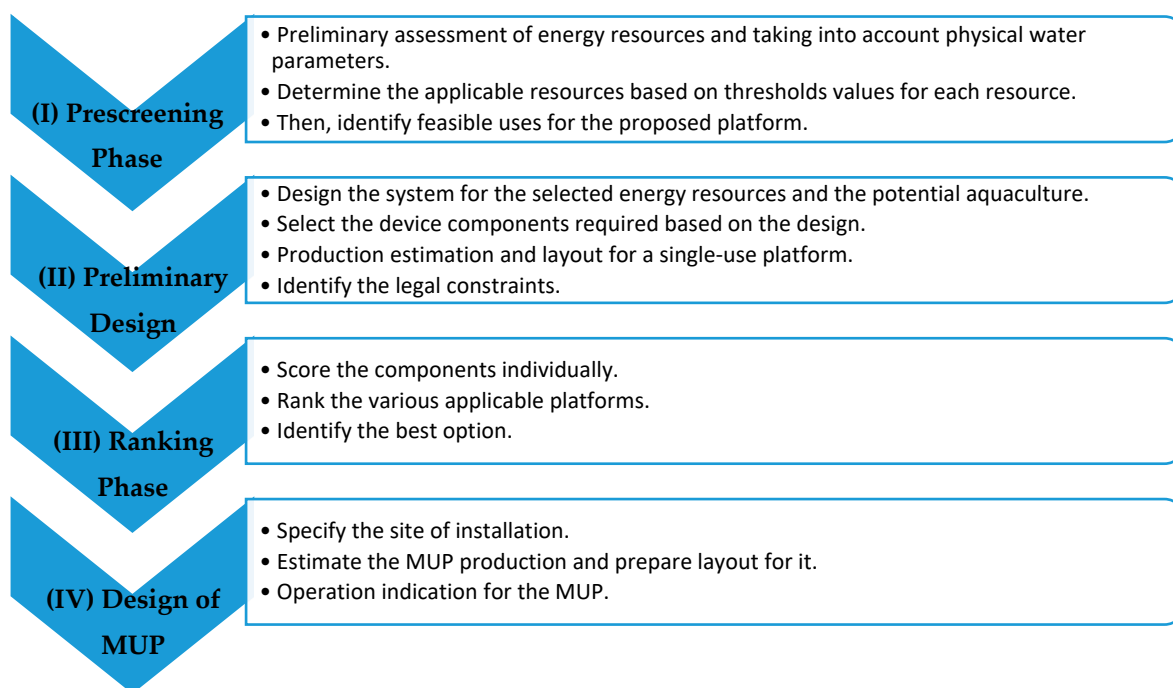 (I) Prescreening
Phase
• Preliminary assessment of energy resources and taking into account physical water
parameters.
• Determine the applicable resources based on thresholds values for each resource.
• Then, identify feasible uses for the proposed platform.
(II) Preliminary
Design
• Design the system for the selected energy resources and the potential aquaculture.
• Select the device components required based on the design.
• Production estimation and layout for a single-use platform.
• Identify the legal constraints.
(III) Ranking
Phase
• Score the components individually.
• Rank the various applicable platforms.
• Identify the best option.
(IV) Design of
MUP
• Specify the site of installation.
• Estimate the MUP production and prepare layout for it.
• Operation indication for the MUP.